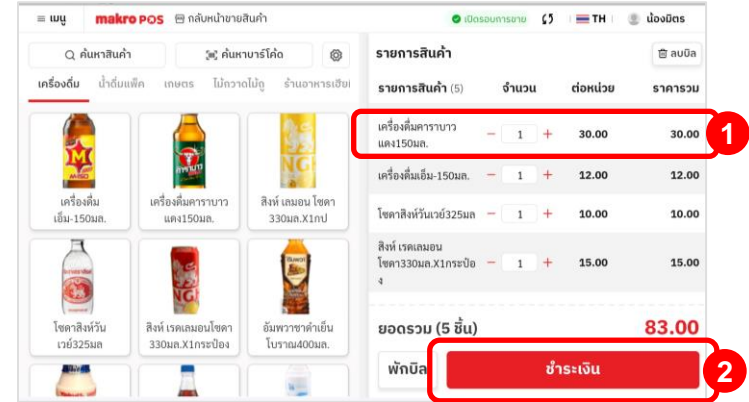 เมนู makro POS กลับหน้าขายสินค้า เปิดรอบการขาย TH น้องมิตร
ค้นหาสินค้า ค้นหาบาร์โค้ด
เครื่องดื่ม น้ำดื่มแพ็ค เกษตร ไม้กวาดไม้ถู ร้านอาหารเฮีย
เครื่องดื่ม
เอ็ม-150มล.
เครื่องดื่มคาราบาว
แดง150มล.
สิงห์ เลมอน โซดา
330มล.X1กป
โซดาสิงห์วัน
เวย์325มล
สิงห์ เรดเลมอนโซดา
330มล.X1กระป๋อง
อัมพวาชาดำเย็น
โบราณ400มล.
รายการสินค้า ลบบิล
รายการสินค้า (5) จำนวน ต่อหน่วย ราคารวม
เครื่องดื่มคาราบาว
แดง150มล. − 1 + 30.00 30.00
1
เครื่องดื่มเอ็ม-150มล. − 1 + 12.00 12.00
โซดาสิงห์วันเวย์325มล − 1 + 10.00 10.00
สิงห์ เรดเลมอน
โซดา330มล.X1กระป๋อ − 1 + 15.00 15.00
ง
ยอดรวม (5 ชิ้น) 83.00
พักบิล ชำระเงิน
2